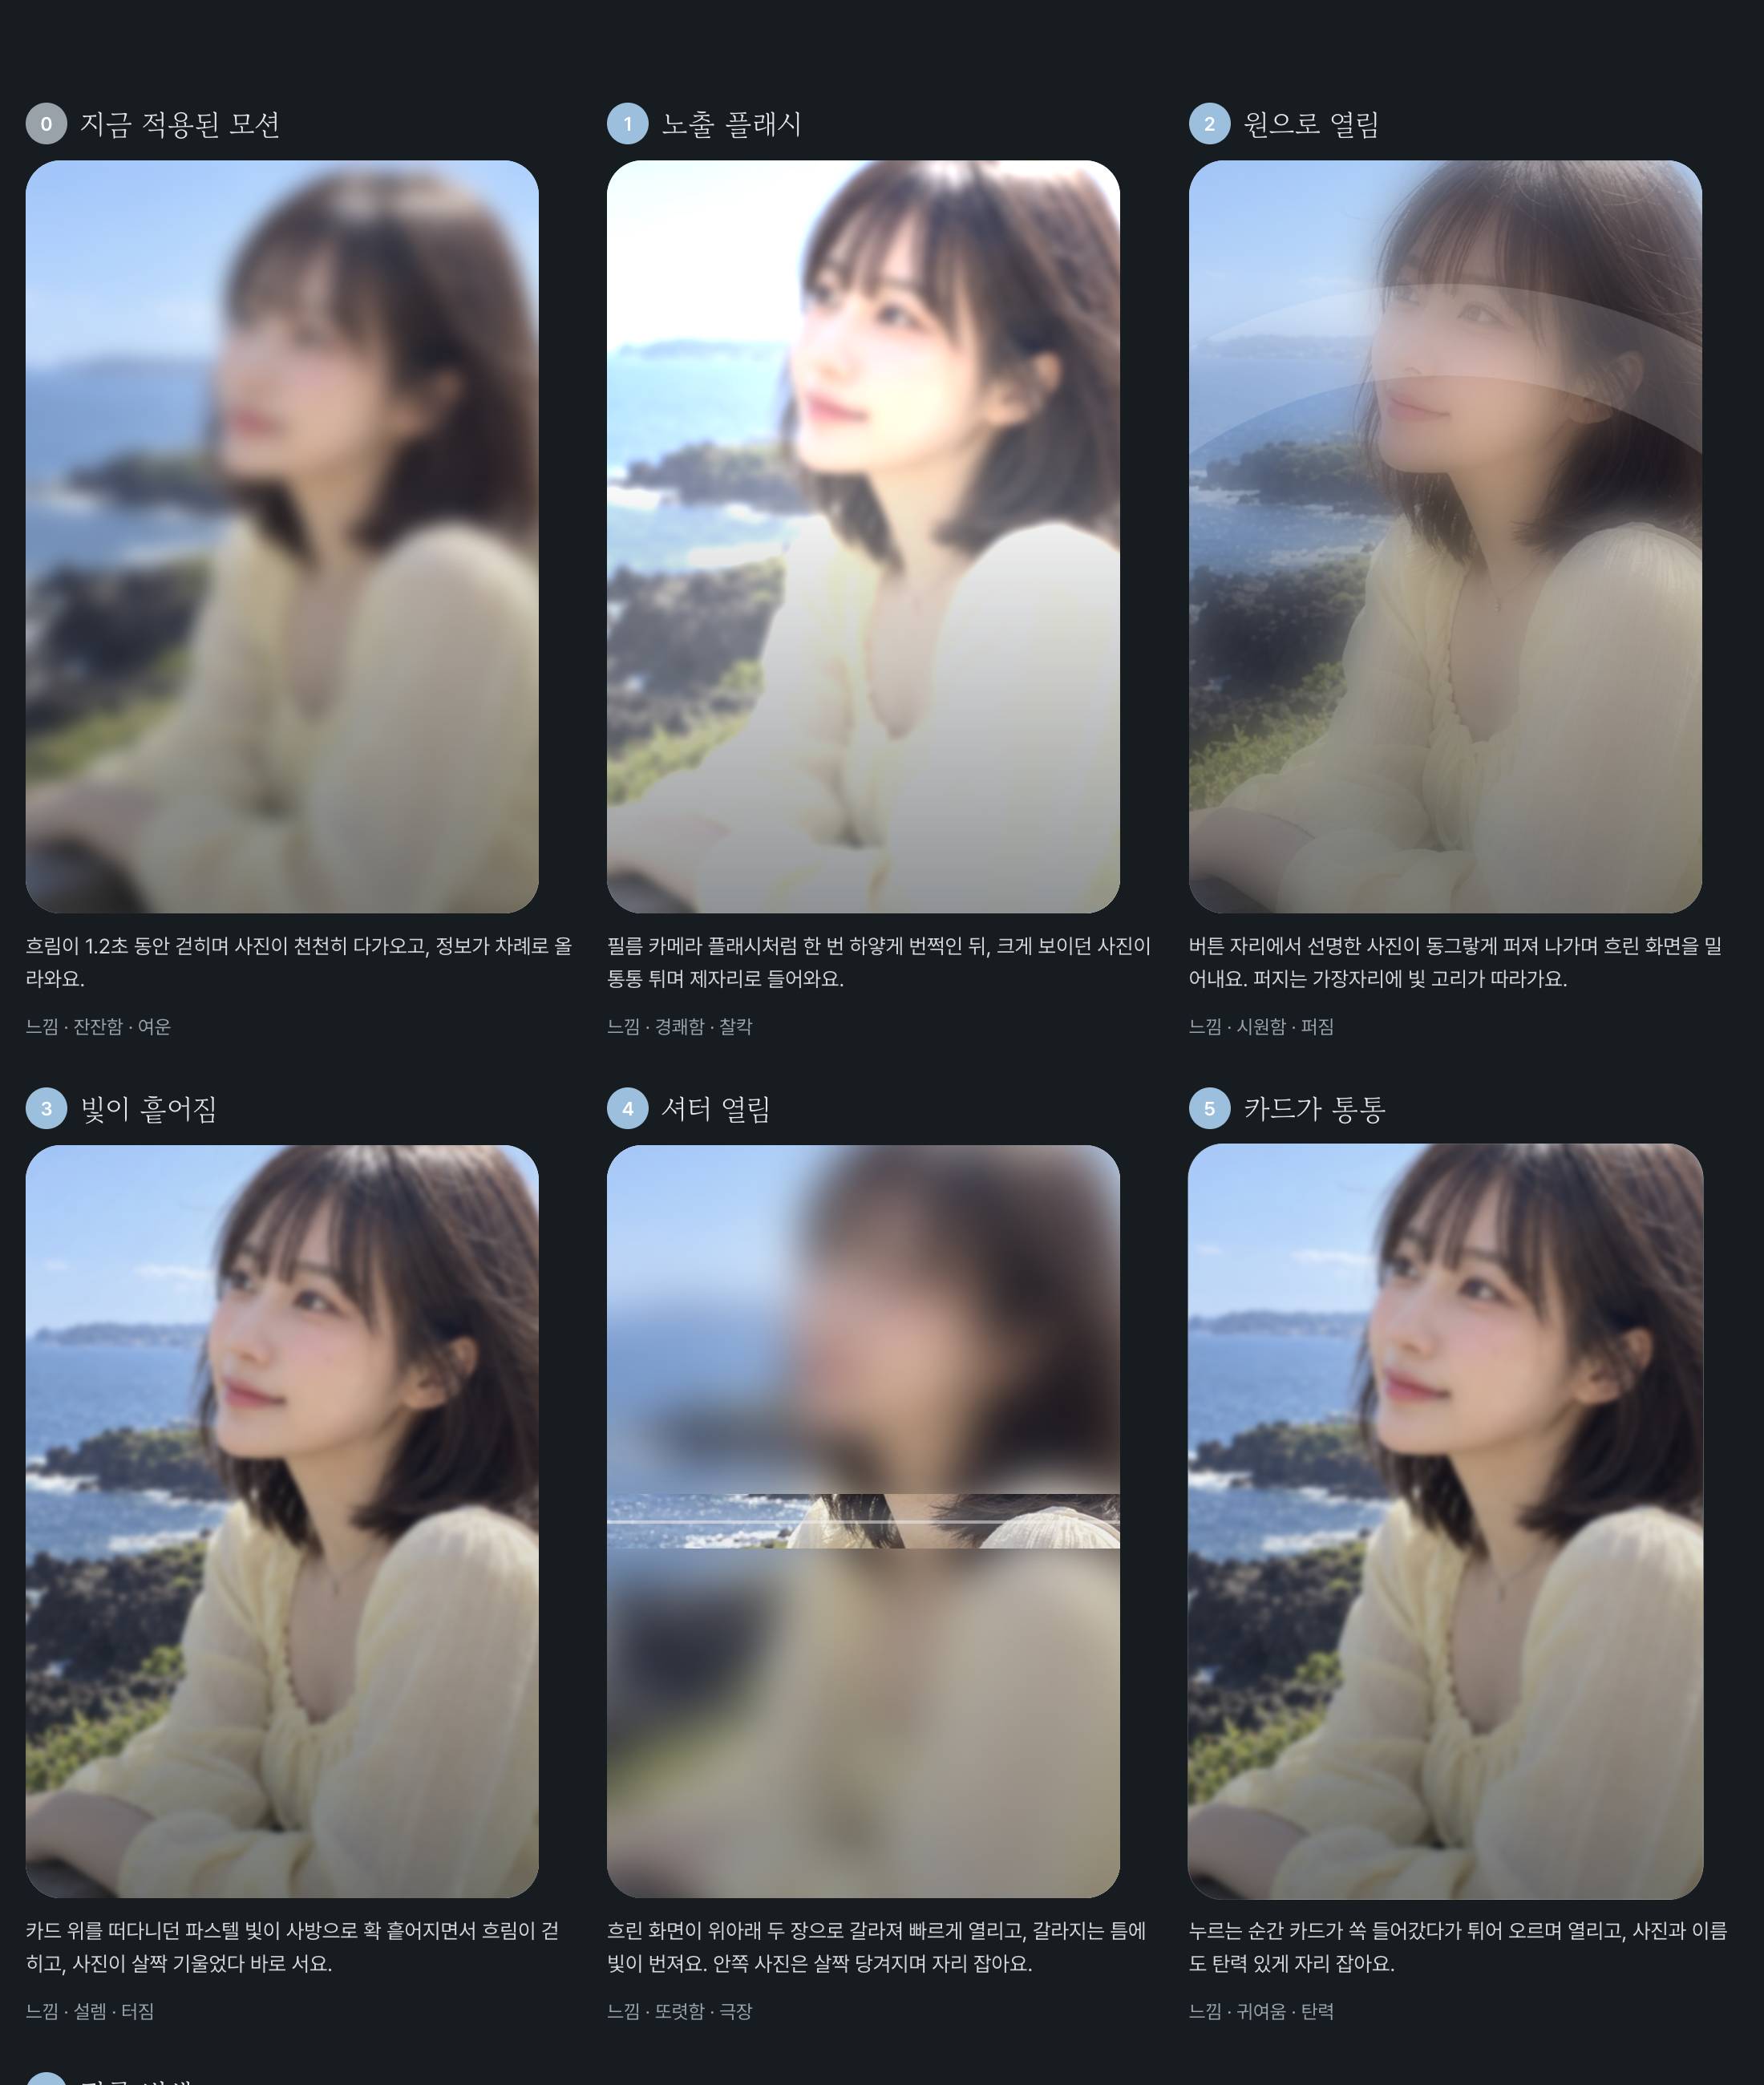 0 지금 적용된 모션
1 노출 플래시
2 원으로 열림
흐림이 1.2초 동안 걷히며 사진이 천천히 다가오고, 정보가 차례로 올
라와요.
느낌 · 잔잔함 · 여운
필름 카메라 플래시처럼 한 번 하얗게 번쩍인 뒤, 크게 보이던 사진이
통통 튀며 제자리로 들어와요.
느낌 · 경쾌함 · 찰칵
버튼 자리에서 선명한 사진이 동그랗게 퍼져 나가며 흐린 화면을 밀
어내요. 퍼지는 가장자리에 빛 고리가 따라가요.
느낌 · 시원함 · 퍼짐
3 빛이 흩어짐
4 셔터 열림
5 카드가 통통
카드 위를 떠다니던 파스텔 빛이 사방으로 확 흩어지면서 흐림이 걷
히고, 사진이 살짝 기울었다 바로 서요.
느낌 · 설렘 · 터짐
흐린 화면이 위아래 두 장으로 갈라져 빠르게 열리고, 갈라지는 틈에
빛이 번져요. 안쪽 사진은 살짝 당겨지며 자리 잡아요.
느낌 · 또렷함 · 극장
누르는 순간 카드가 쏙 들어갔다가 튀어 오르며 열리고, 사진과 이름
도 탄력 있게 자리 잡아요.
느낌 · 귀여움 · 탄력